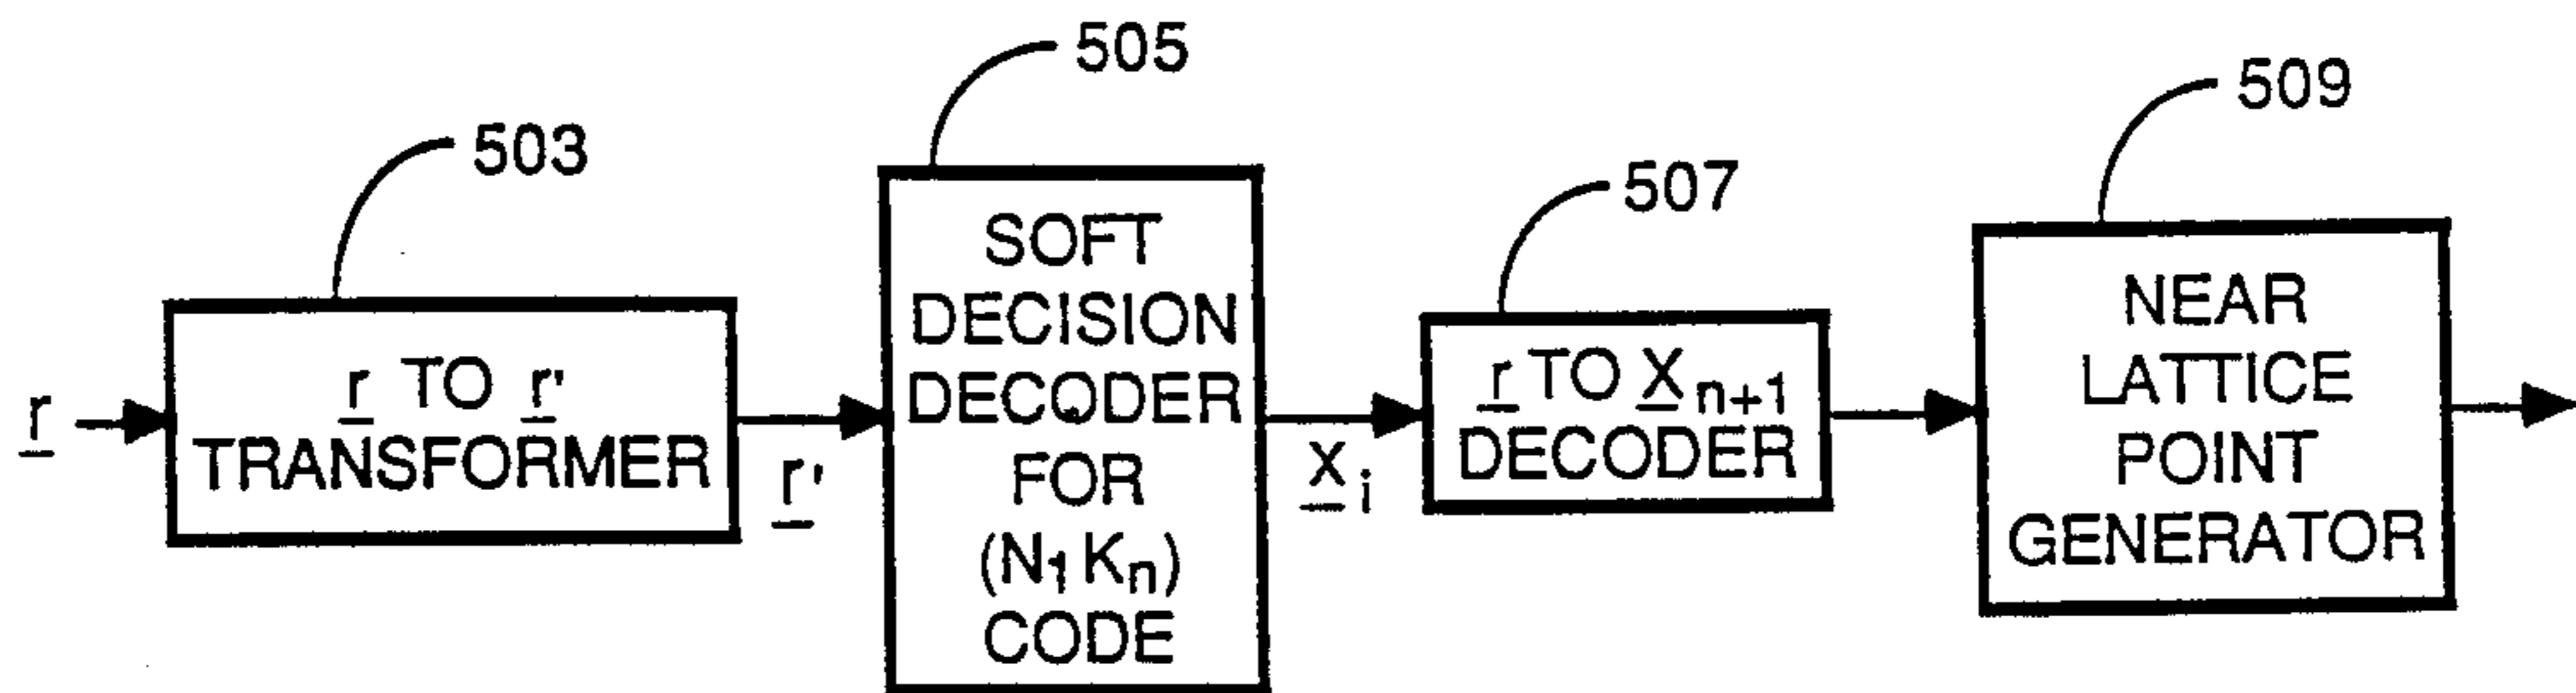 505
509
503
507
SOFT
DECISION
DECODER
FOR
(N₁ Kₙ)
CODE
NEAR
LATTICE
POINT
GENERATOR
r TO r'
TRANSFORMER
r TO Xₙ₊₁
DECODER
r
r'
Xᵢ